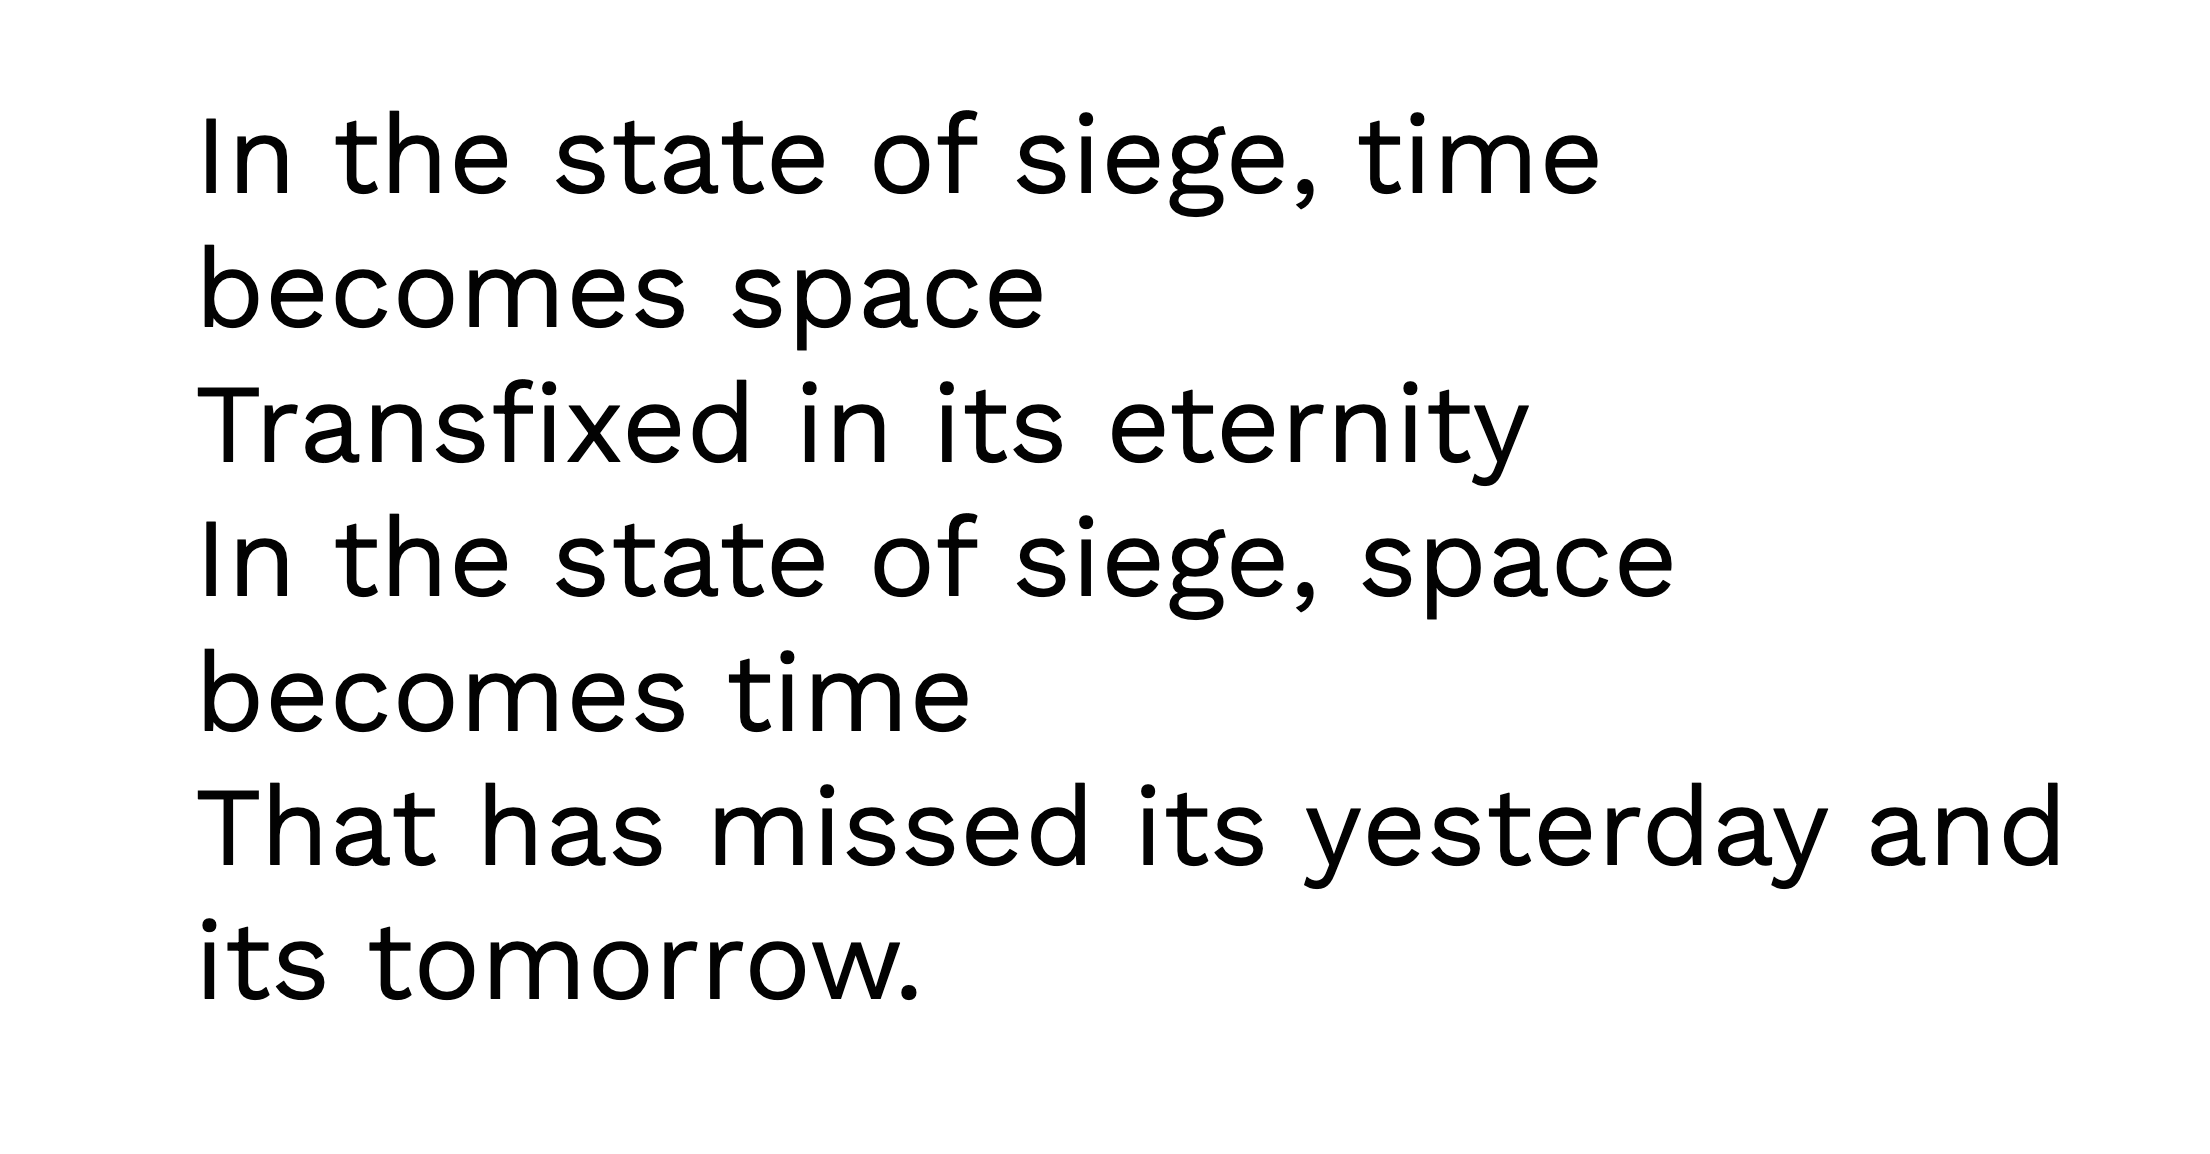 In the state of siege, time
becomes space
Transfixed in its eternity
In the state of siege, space
becomes time
That has missed its yesterday and
its tomorrow.